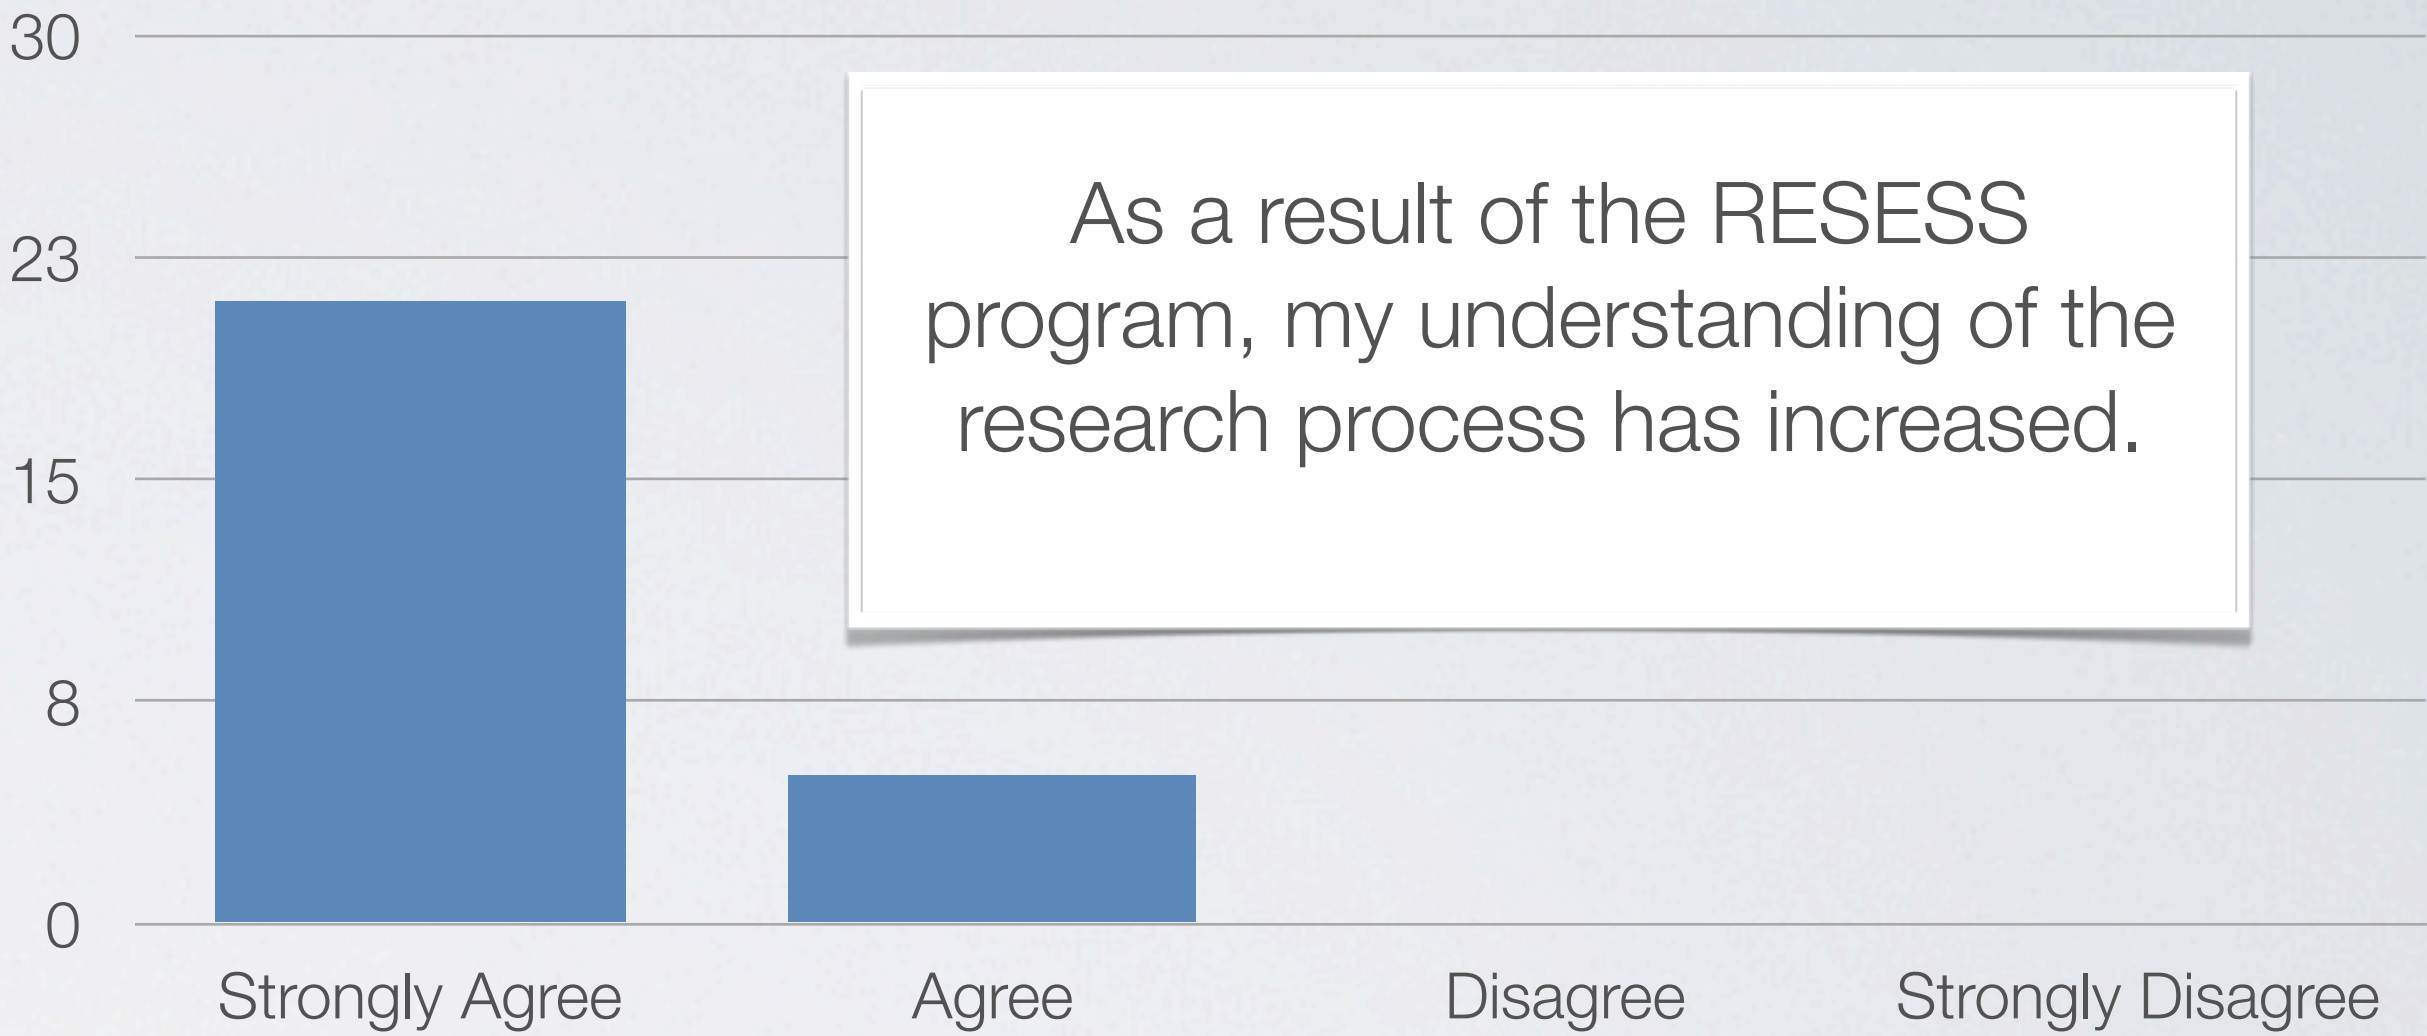 30
As a result of the RESESS
program, my understanding of the
research process has increased.
23
15
8
0
Strongly Agree
Agree
Disagree
Strongly Disagree